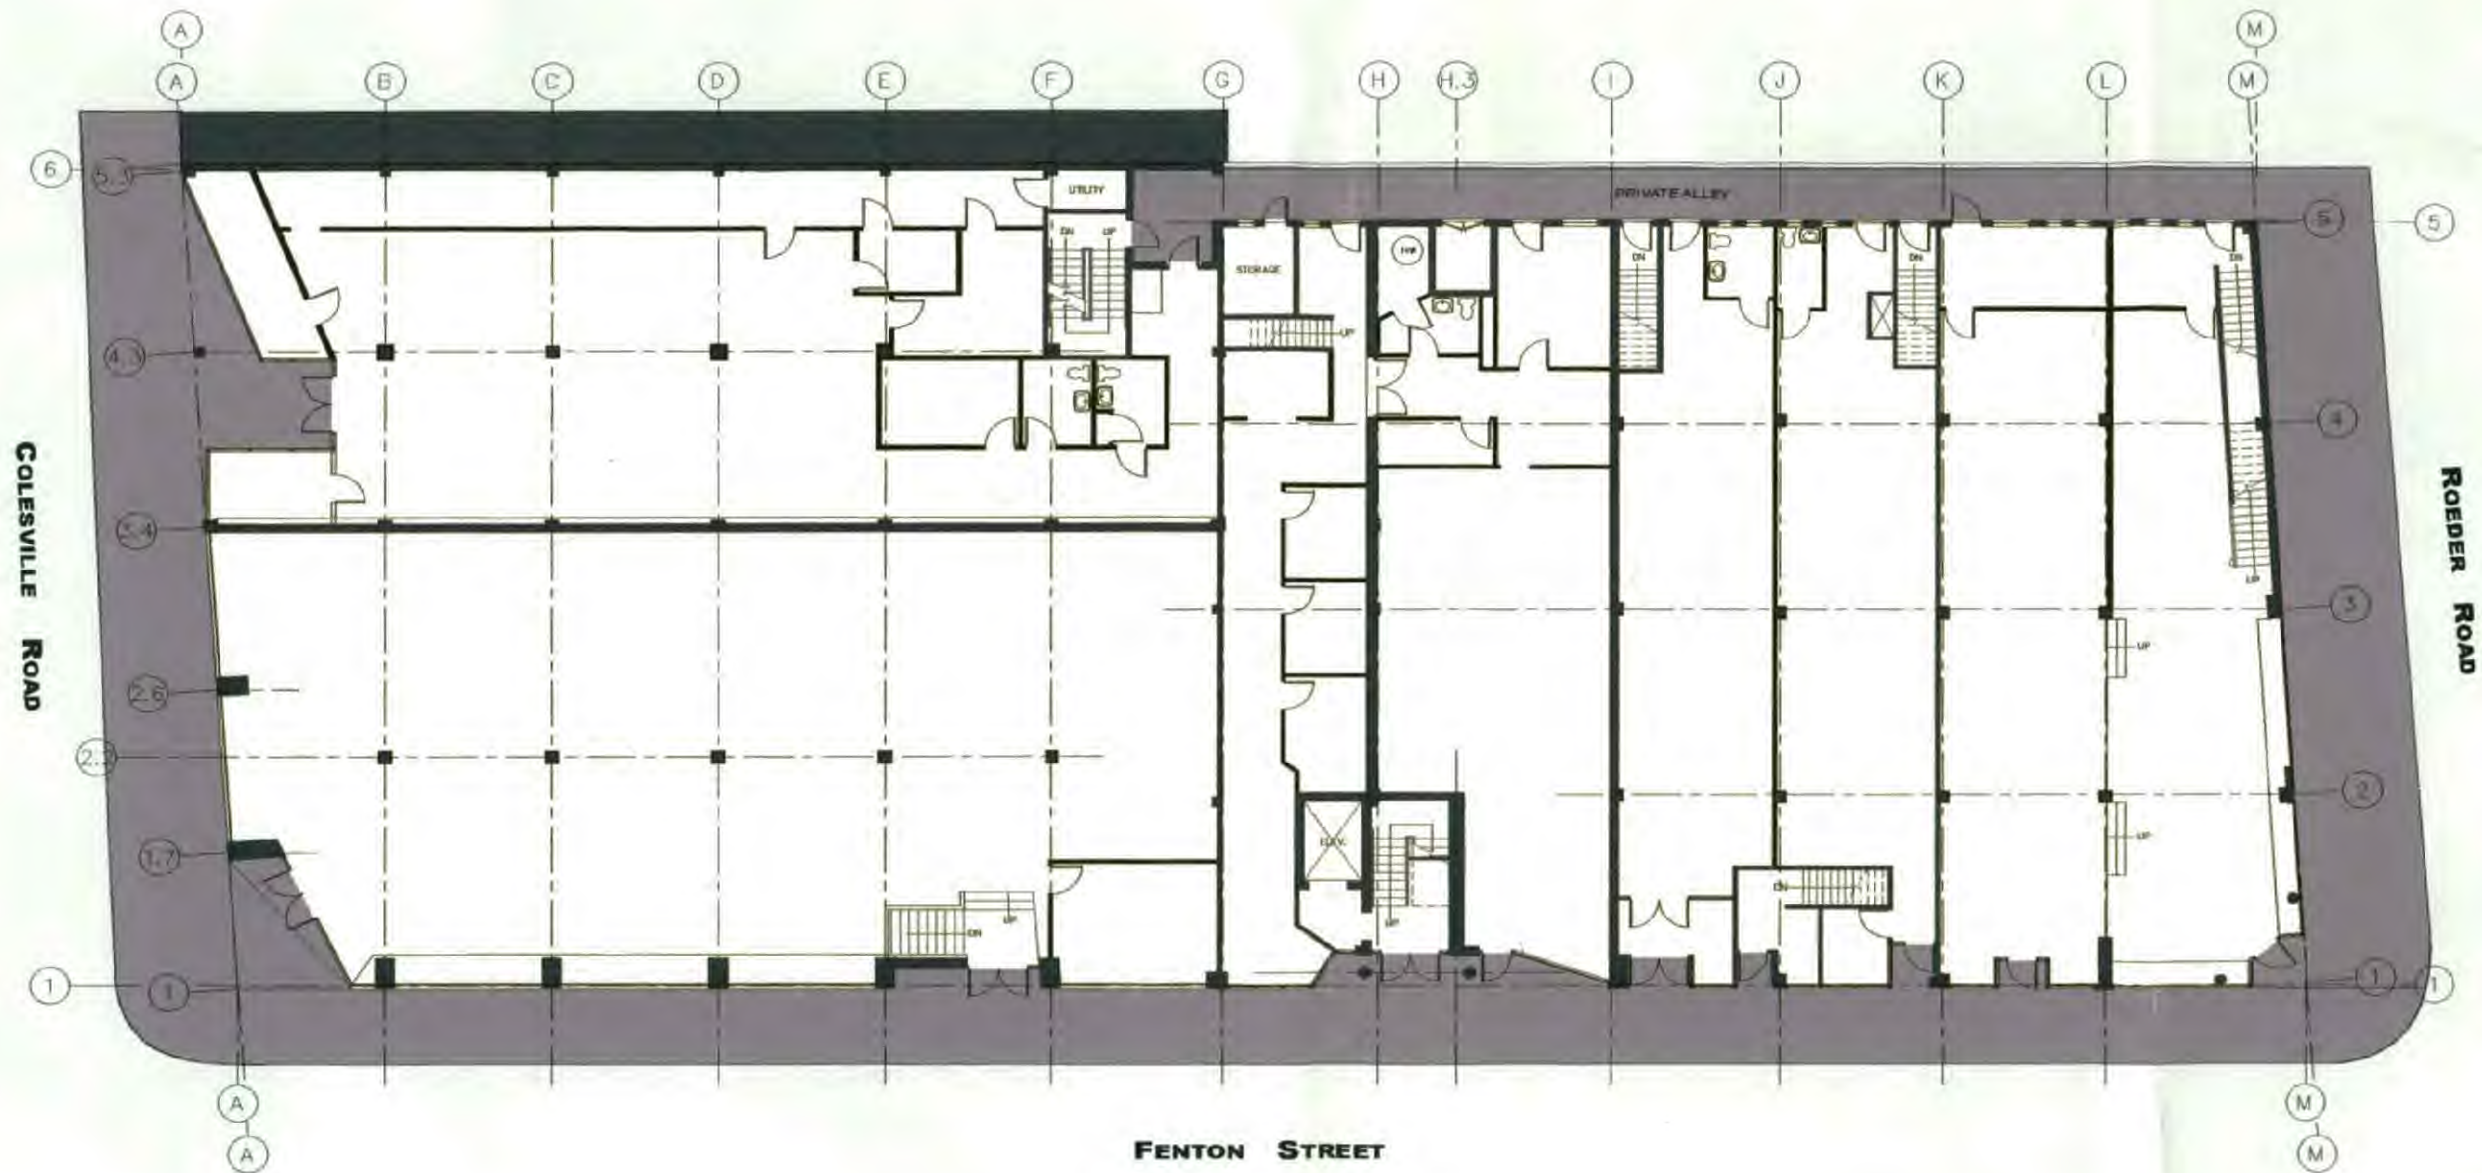 A M
A B C D E F G H H.3 I J K L M
6 5.3 UTILITY PRIVATE ALLEY 5 5
DN UP
STORAGE HW DN DN DN
UP
4.3
4
COLESVILLE ROAD
ROEDER ROAD
3.4
UP
3
UP
2.6
2
UP
ELEV.
1.7
DN
DN UP UP
1 1 1 1
A M
A M
FENTON STREET